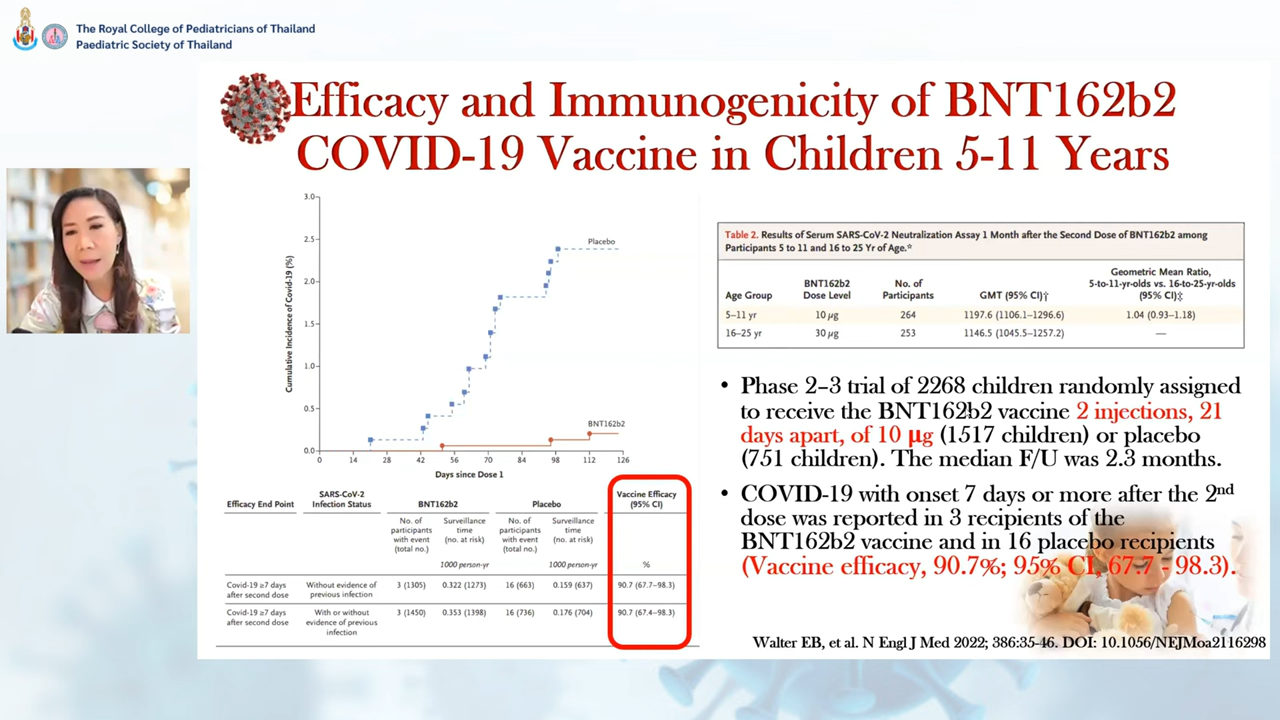 The Royal College of Pediatricians of Thailand
Paediatric Society of Thailand
Efficacy and Immunogenicity of BNT162b2
COVID-19 Vaccine in Children 5-11 Years
Cumulative Incidence of Covid-19 (%)
3.0
2.5
2.0
1.5
1.0
0.5
0.0
Placebo
BNT162b2
0 14 28 42 56 70 84 98 112 126
Days since Dose 1
Efficacy End Point
SARS-CoV-2
Infection Status
BNT162b2
Placebo
Vaccine Efficacy
(95% CI)
No. of
participants
with event
(total no.)
Surveillance
time
(no. at risk)
No. of
participants
with event
(total no.)
Surveillance
time
(no. at risk)
1000 person-yr
1000 person-yr
%
Covid-19 ≥7 days
after second dose
Without evidence of
previous infection
3 (1305) 0.322 (1273) 16 (663) 0.159 (637) 90.7 (67.7–98.3)
Covid-19 ≥7 days
after second dose
With or without
evidence of previous
infection
3 (1450) 0.353 (1398) 16 (736) 0.176 (704) 90.7 (67.4–98.3)
Table 2. Results of Serum SARS-CoV-2 Neutralization Assay 1 Month after the Second Dose of BNT162b2 among
Participants 5 to 11 and 16 to 25 Yr of Age.*
Age Group
BNT162b2
Dose Level
No. of
Participants
GMT (95% CI)†
Geometric Mean Ratio,
5-to-11-yr-olds vs. 16-to-25-yr-olds
(95% CI)‡
5–11 yr 10 μg 264 1197.6 (1106.1–1296.6) 1.04 (0.93–1.18)
16–25 yr 30 μg 253 1146.5 (1045.5–1257.2) —
• Phase 2–3 trial of 2268 children randomly assigned
to receive the BNT162b2 vaccine 2 injections, 21
days apart, of 10 μg (1517 children) or placebo
(751 children). The median F/U was 2.3 months.
• COVID-19 with onset 7 days or more after the 2nd
dose was reported in 3 recipients of the
BNT162b2 vaccine and in 16 placebo recipients
(Vaccine efficacy, 90.7%; 95% CI, 67.7 - 98.3).
Walter EB, et al. N Engl J Med 2022; 386:35-46. DOI: 10.1056/NEJMoa2116298